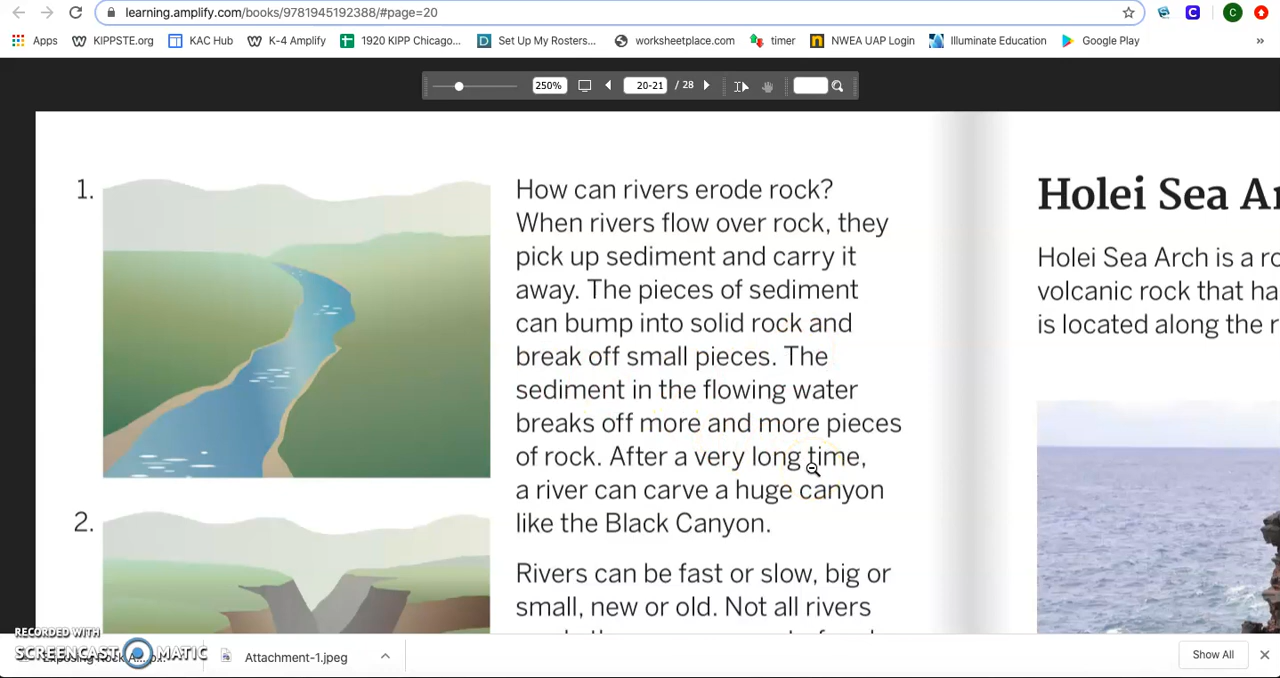 learning.amplify.com/books/9781945192388/#page=20
C
C
Apps KIPPSTE.org KAC Hub K-4 Amplify 1920 KIPP Chicago... Set Up My Rosters... worksheetplace.com timer NWEA UAP Login Illuminate Education Google Play »
250% 20-21 / 28
1.
How can rivers erode rock?
When rivers flow over rock, they
pick up sediment and carry it
away. The pieces of sediment
can bump into solid rock and
break off small pieces. The
sediment in the flowing water
breaks off more and more pieces
of rock. After a very long time,
a river can carve a huge canyon
like the Black Canyon.
2.
Rivers can be fast or slow, big or
small, new or old. Not all rivers
Holei Sea Ar
Holei Sea Arch is a ro
volcanic rock that ha
is located along the r
RECORDED WITH
SCREENCAST MATIC
Exposing Rock
Attachment-1.jpeg
Show All